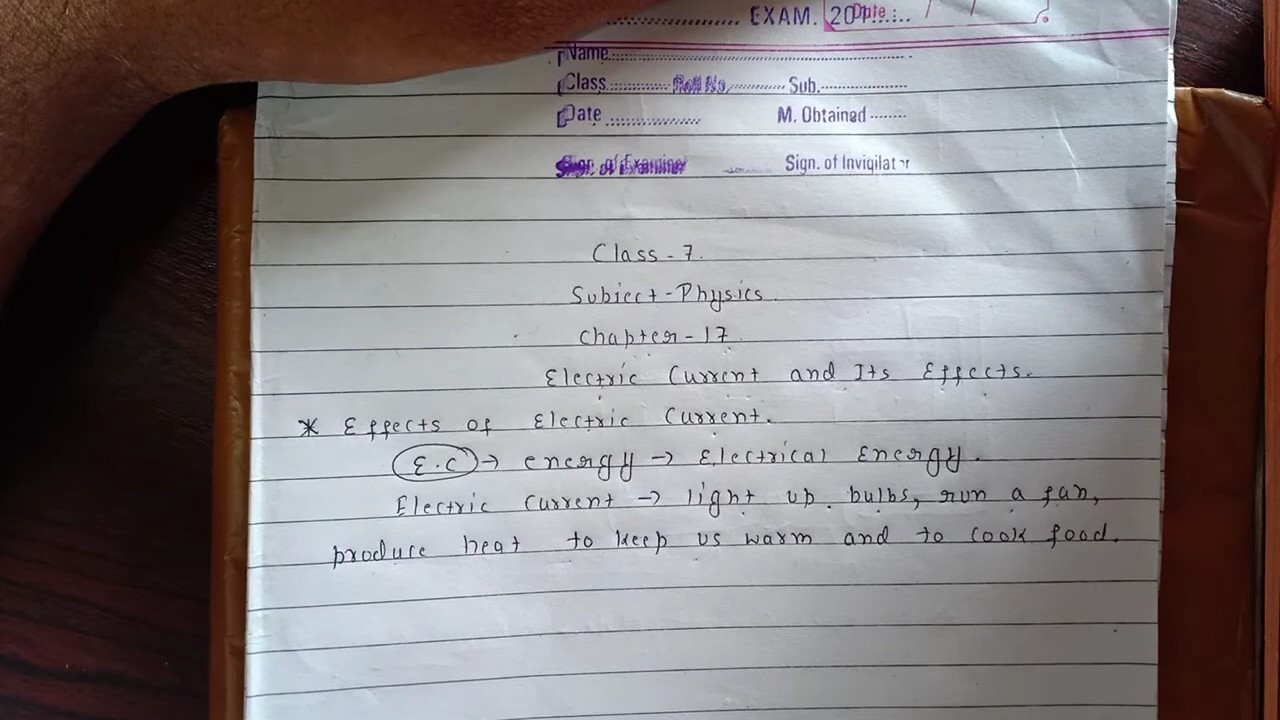 EXAM. 201
Date
Name
Class Roll No. Sub.
Date M. Obtained
Sign. of Examiner Sign. of Invigilator
Class - 7.
Subject - Physics
Chapter - 17
Electric Current and Its Effects.
* Effects of Electric Current.
E.C → energy → Electrical Energy.
Electric Current → light up bulbs, run a fan,
produce heat to keep us warm and to cook food.